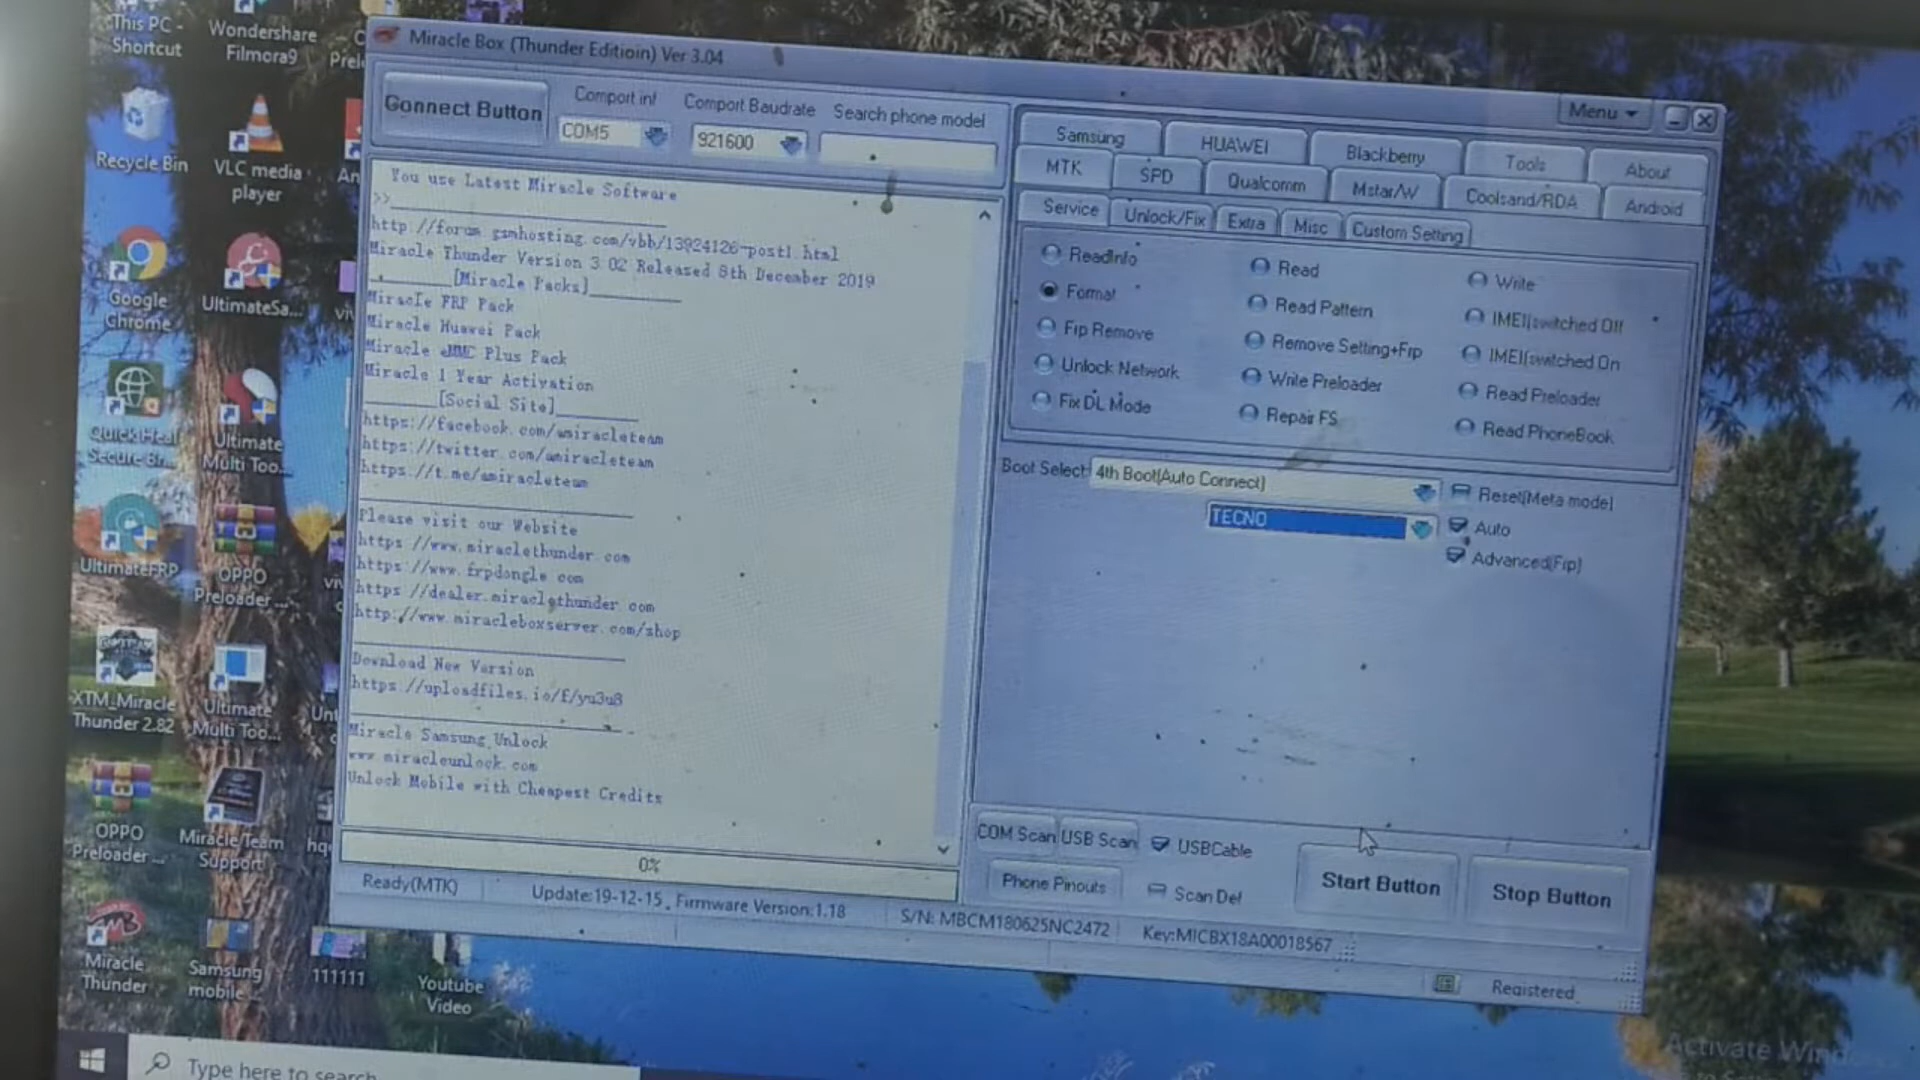 This PC -
Shortcut
Wondershare
Filmora9
Recycle Bin
VLC media
player
Google
Chrome
UltimateSa...
Quick Heal
Secure Br...
Ultimate
Multi Too...
UltimateFRP
OPPO
Preloader ...
XTM_Miracle
Thunder 2.82
Ultimate
Multi Too...
OPPO
Preloader ...
Miracle Team
Support
Miracle
Thunder
Samsung
mobile
111111
Youtube
Video
Type here to search
Miracle Box (Thunder Editioin) Ver 3.04
Menu
Connect Button
Comport inf
Comport Baudrate
Search phone model
COM5
921600
You use Latest Miracle Software
>>
http://forum.gsmhosting.com/vbb/13924126-post1.html
Miracle Thunder Version 3.02 Released 8th December 2019
[Miracle Packs]
Miracle FRP Pack
Miracle Huawei Pack
Miracle eMMC Plus Pack
Miracle 1 Year Activation
[Social Site]
https://facebook.com/amiracleteam
https://twitter.com/amiracleteam
https://t.me/amiracleteam
Please visit our Website
https://www.miraclethunder.com
https://www.frpdongle.com
https://dealer.miraclethunder.com
http://www.miracleboxserver.com/shop
Download New Version
https://uploadfiles.io/f/yu3u8
Miracle Samsung Unlock
www.miracleunlock.com
Unlock Mobile with Cheapest Credits
0%
Samsung
HUAWEI
Blackberry
Tools
About
MTK
SPD
Qualcomm
Mstar/W
Coolsand/RDA
Android
Service
Unlock/Fix
Extra
Misc
Custom Setting
ReadInfo
Read
Write
Format
Read Pattern
IMEI(switched Off
Frp Remove
Remove Setting+Frp
IMEI(switched On
Unlock Network
Write Preloader
Read Preloader
Fix DL Mode
Repair FS
Read PhoneBook
Boot Select:
4th Boot(Auto Connect)
Reset(Meta mode)
TECNO
Auto
Advanced(Frp)
COM Scan
USB Scan
USBCable
Phone Pinouts
Scan Def
Start Button
Stop Button
Ready(MTK)
Update:19-12-15 , Firmware Version:1.18
S/N: MBCM180625NC2472
Key:MICBX18A00018567
Registered